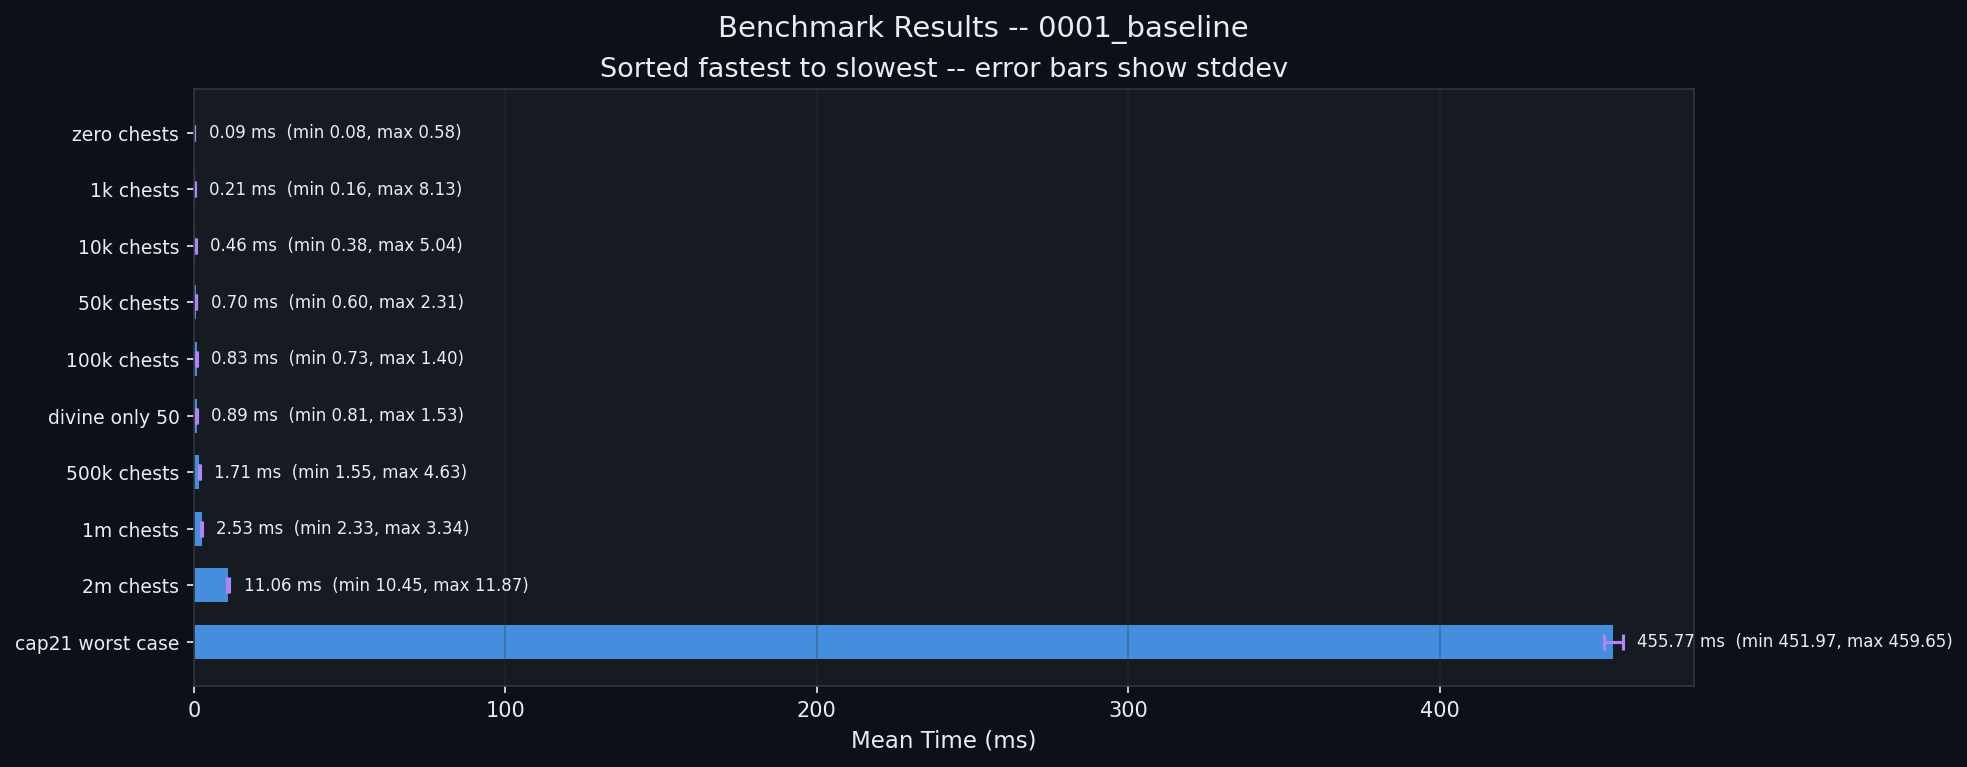 Benchmark Results -- 0001_baseline
Sorted fastest to slowest -- error bars show stddev
zero chests 0.09 ms (min 0.08, max 0.58)
1k chests 0.21 ms (min 0.16, max 8.13)
10k chests 0.46 ms (min 0.38, max 5.04)
50k chests 0.70 ms (min 0.60, max 2.31)
100k chests 0.83 ms (min 0.73, max 1.40)
divine only 50 0.89 ms (min 0.81, max 1.53)
500k chests 1.71 ms (min 1.55, max 4.63)
1m chests 2.53 ms (min 2.33, max 3.34)
2m chests 11.06 ms (min 10.45, max 11.87)
cap21 worst case 455.77 ms (min 451.97, max 459.65)
0 100 200 300 400
Mean Time (ms)